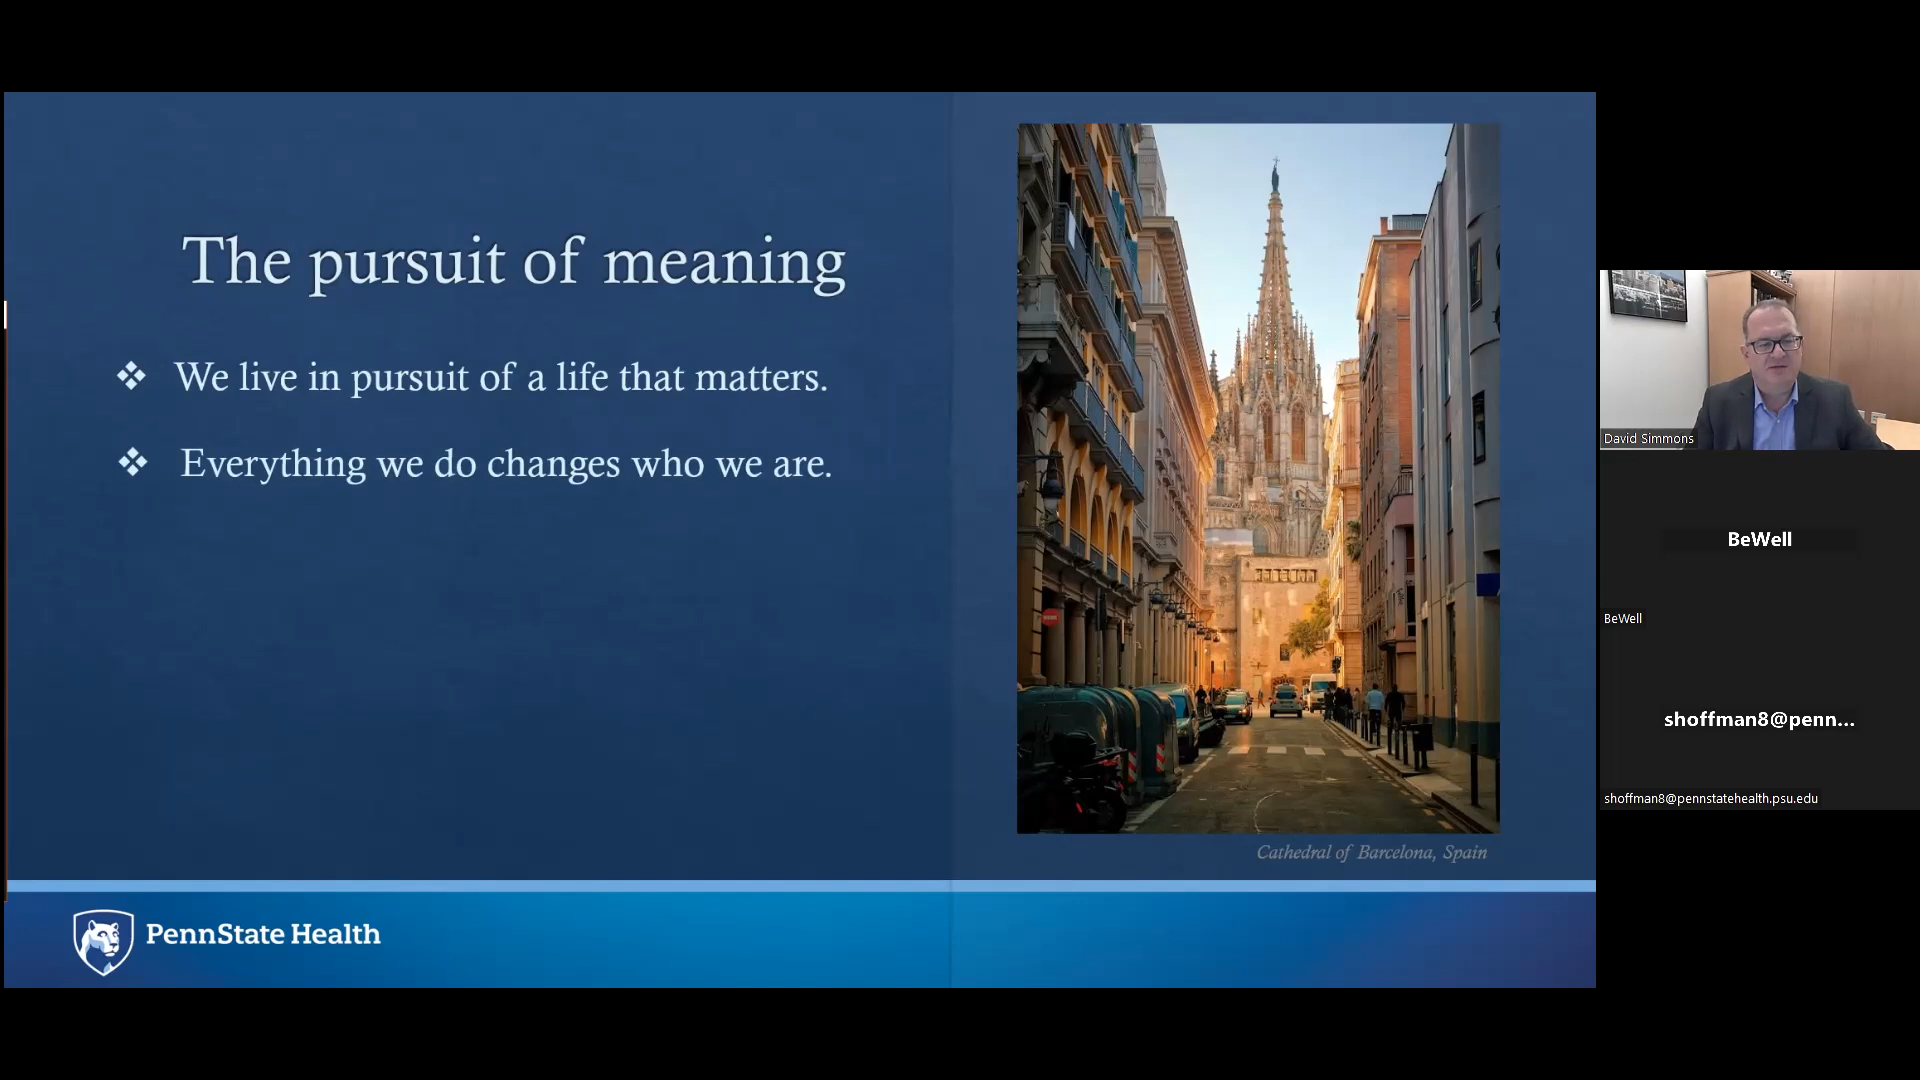 The pursuit of meaning
❖ We live in pursuit of a life that matters.
❖ Everything we do changes who we are.
Cathedral of Barcelona, Spain
PennState Health
David Simmons
BeWell
BeWell
shoffman8@penn...
shoffman8@pennstatehealth.psu.edu